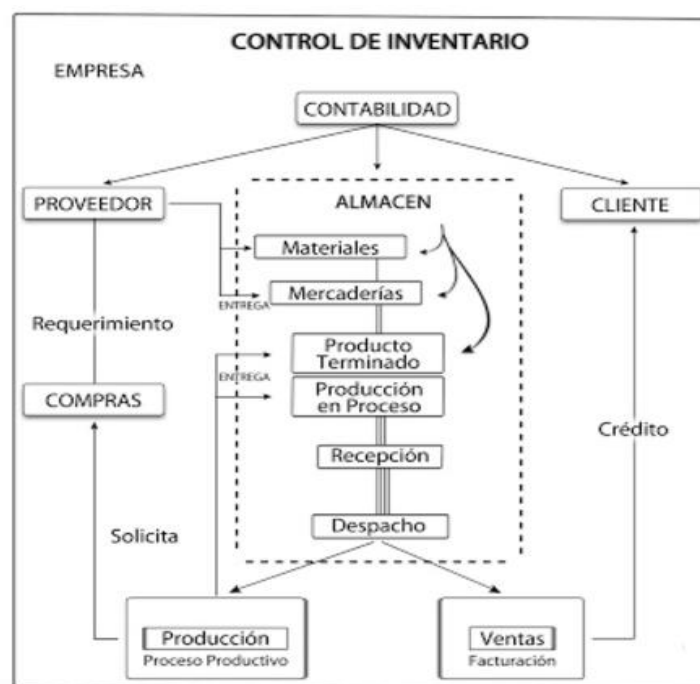 CONTROL DE INVENTARIO
EMPRESA
CONTABILIDAD
PROVEEDOR
ALMACEN
CLIENTE
Materiales
Mercaderías
ENTREGA
Requerimiento
Producto
Terminado
ENTREGA
Producción
en Proceso
COMPRAS
Crédito
Recepción
Solicita
Despacho
Producción
Proceso Productivo
Ventas
Facturación